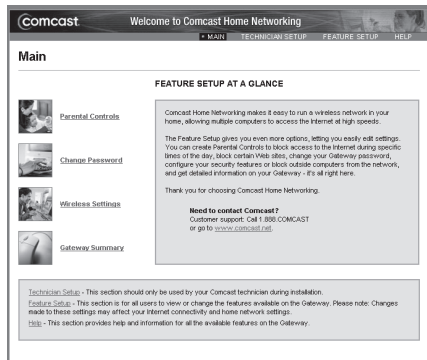 Comcast.
Welcome to Comcast Home Networking
MAIN TECHNICIAN SETUP FEATURE SETUP HELP
Main
FEATURE SETUP AT A GLANCE
Parental Controls
Change Password
Wireless Settings
Gateway Summary
Comcast Home Networking makes it easy to run a wireless network in your
home, allowing multiple computers to access the Internet at high speeds.
The Feature Setup gives you even more options, letting you easily edit settings.
You can create Parental Controls to block access to the Internet during specific
times of the day, block certain Web sites, change your Gateway password,
configure your security features or block outside computers from the network,
and get detailed information on your Gateway - it's all right here.
Thank you for choosing Comcast Home Networking.
Need to contact Comcast?
Customer support: Call 1.888.COMCAST
or go to www.comcast.net.
Technician Setup - This section should only be used by your Comcast technician during installation.
Feature Setup - This section is for all users to view or change the features available on the Gateway. Please note: Changes
made to these settings may affect your Internet connectivity and home network settings.
Help - This section provides help and information for all the available features on the Gateway.